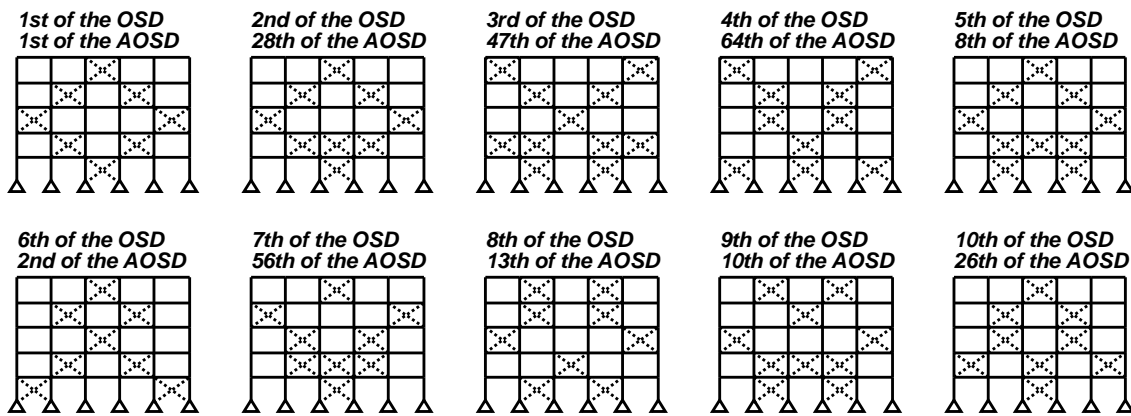 1st of the OSD
1st of the AOSD
2nd of the OSD
28th of the AOSD
3rd of the OSD
47th of the AOSD
4th of the OSD
64th of the AOSD
5th of the OSD
8th of the AOSD
6th of the OSD
2nd of the AOSD
7th of the OSD
56th of the AOSD
8th of the OSD
13th of the AOSD
9th of the OSD
10th of the AOSD
10th of the OSD
26th of the AOSD